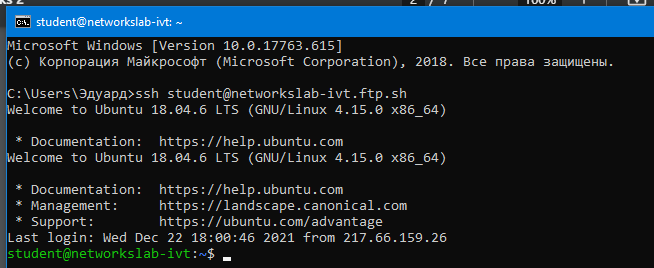 2 / 7 100%
student@networkslab-ivt: ~
Microsoft Windows [Version 10.0.17763.615]
(c) Корпорация Майкрософт (Microsoft Corporation), 2018. Все права защищены.
C:\Users\Эдуард>ssh student@networkslab-ivt.ftp.sh
Welcome to Ubuntu 18.04.6 LTS (GNU/Linux 4.15.0 x86_64)
* Documentation:  https://help.ubuntu.com
Welcome to Ubuntu 18.04.6 LTS (GNU/Linux 4.15.0 x86_64)
* Documentation:  https://help.ubuntu.com
* Management:     https://landscape.canonical.com
* Support:        https://ubuntu.com/advantage
Last login: Wed Dec 22 18:00:46 2021 from 217.66.159.26
student@networkslab-ivt:~$